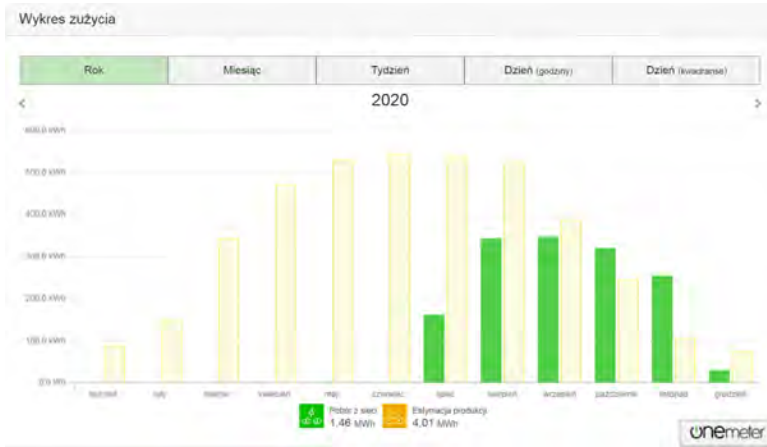 Wykres zużycia
Rok Miesiąc Tydzień Dzień (godziny) Dzień (kwadranse)
< 2020 >
600.0 kWh
500.0 kWh
400.0 kWh
300.0 kWh
200.0 kWh
100.0 kWh
0.0 kWh
styczeń luty marzec kwiecień maj czerwiec lipiec sierpień wrzesień październik listopad grudzień
Pobór z sieci Estymacja produkcji
1.46 MWh 4.01 MWh
onemeter